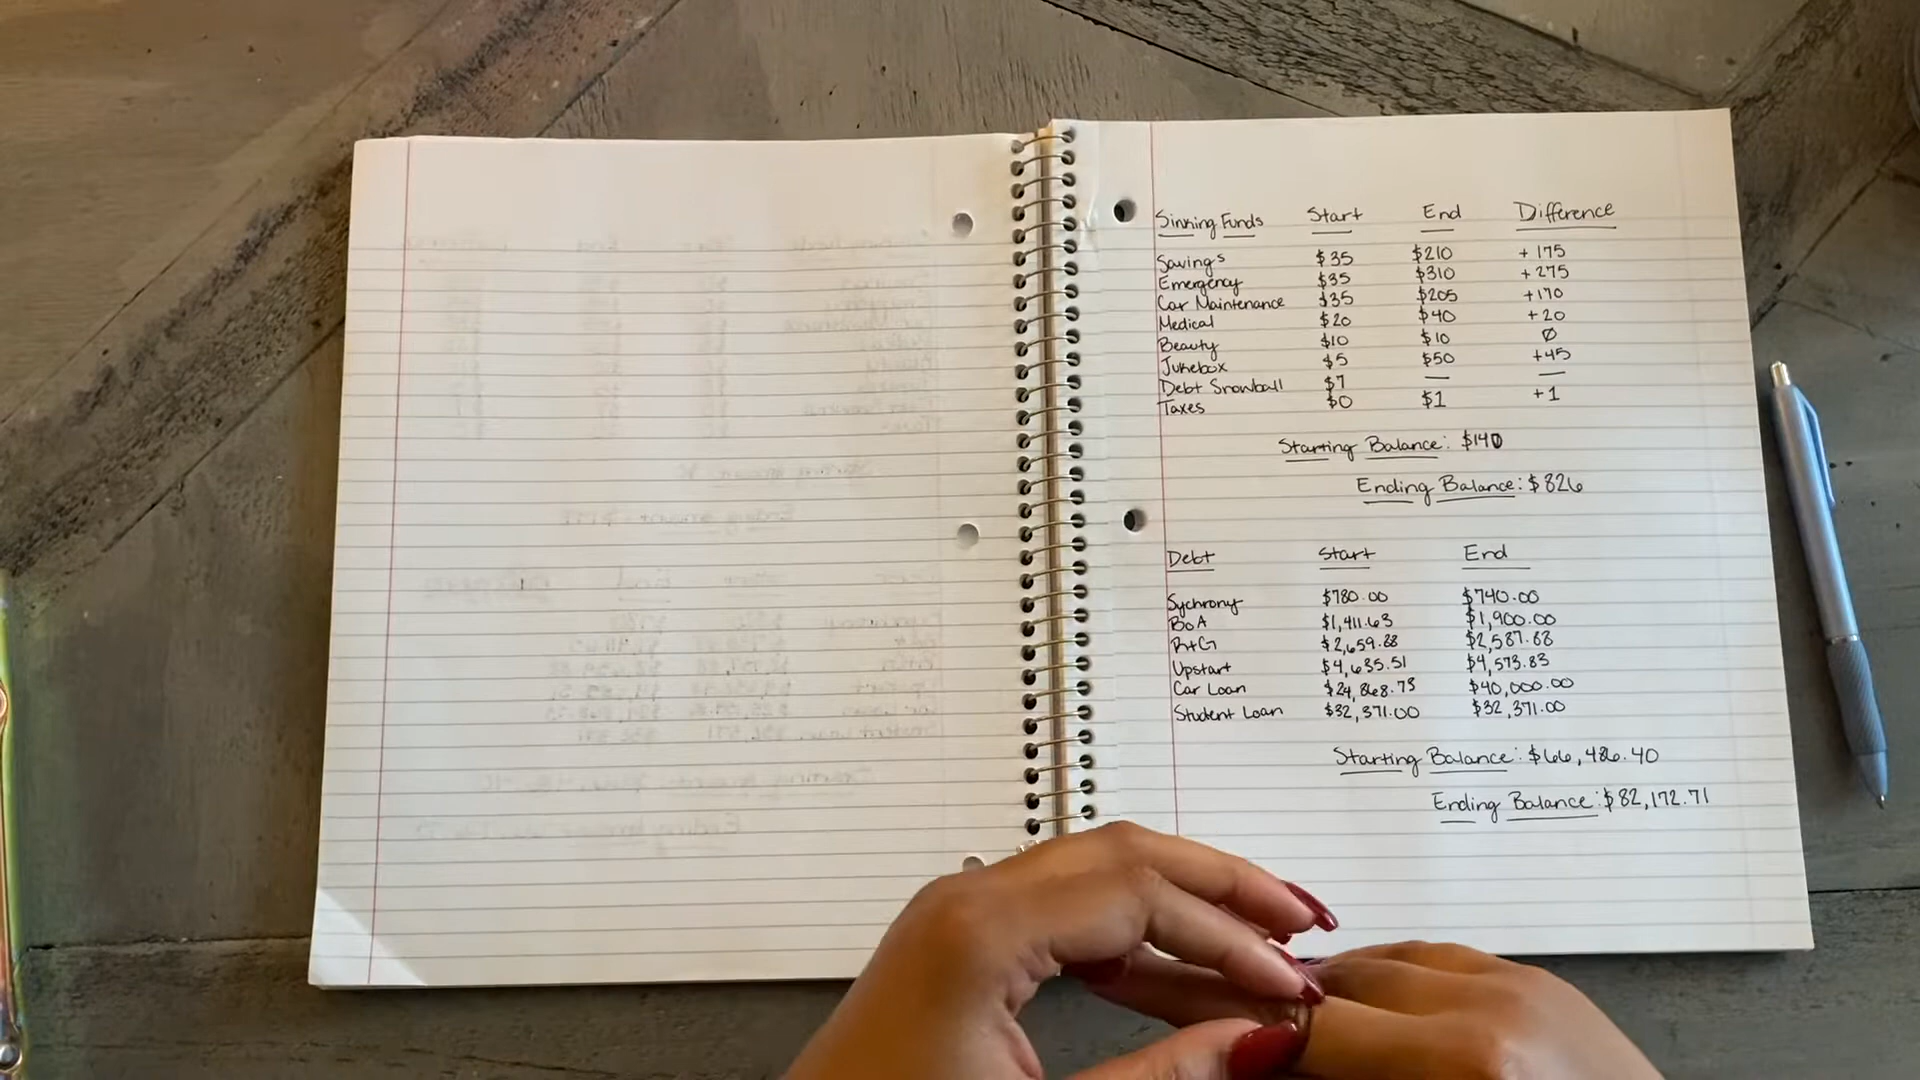 Sinking Funds Start End Difference
Savings $35 $210 +175
Emergency $35 $310 +275
Car Maintenance $35 $205 +170
Medical $20 $40 +20
Beauty $10 $10 Ø
Jukebox $5 $50 +45
Debt Snowball $7 — —
Taxes $0 $1 +1
Starting Balance: $140
Ending Balance: $826
Debt Start End
Sychrony $780.00 $740.00
BoA $1,411.63 $1,900.00
R+G $2,659.88 $2,587.88
Upstart $4,635.51 $4,573.83
Car Loan $24,868.73 $40,000.00
Student Loan $32,371.00 $32,371.00
Starting Balance: $66,486.40
Ending Balance: $82,172.71